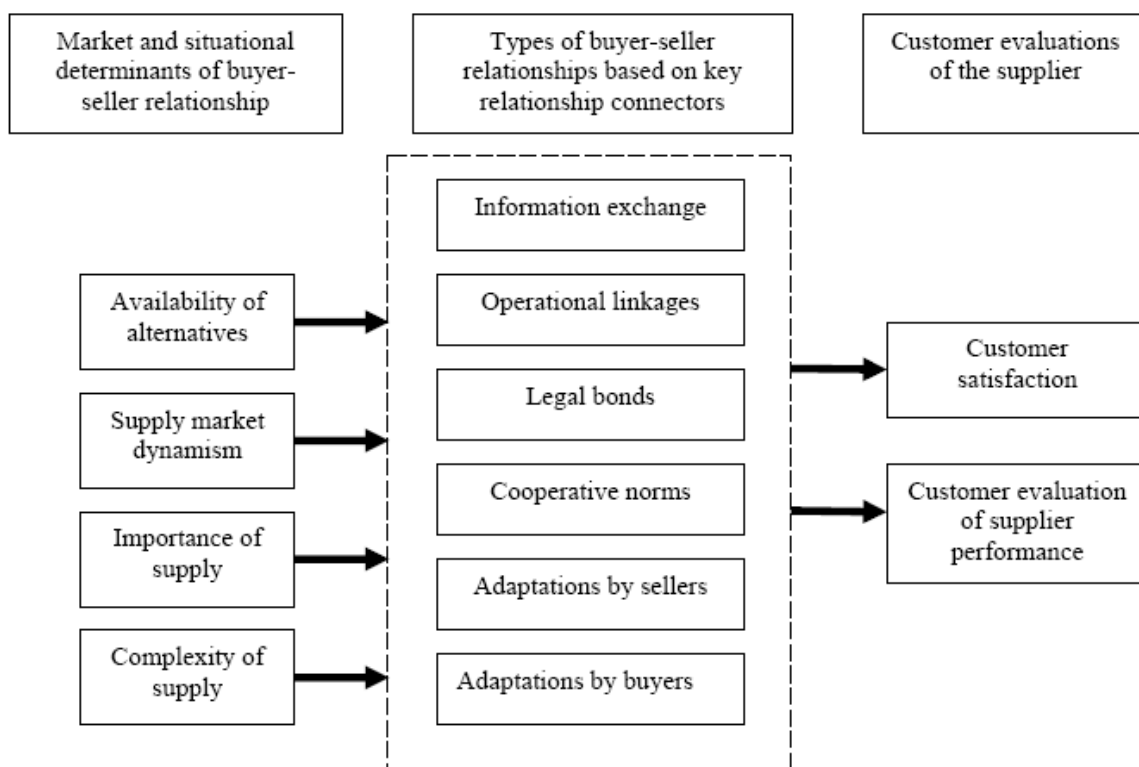 Market and situational
determinants of buyer-
seller relationship
Types of buyer-seller
relationships based on key
relationship connectors
Customer evaluations
of the supplier
Availability of
alternatives
Supply market
dynamism
Importance of
supply
Complexity of
supply
Information exchange
Operational linkages
Legal bonds
Cooperative norms
Adaptations by sellers
Adaptations by buyers
Customer
satisfaction
Customer evaluation
of supplier
performance